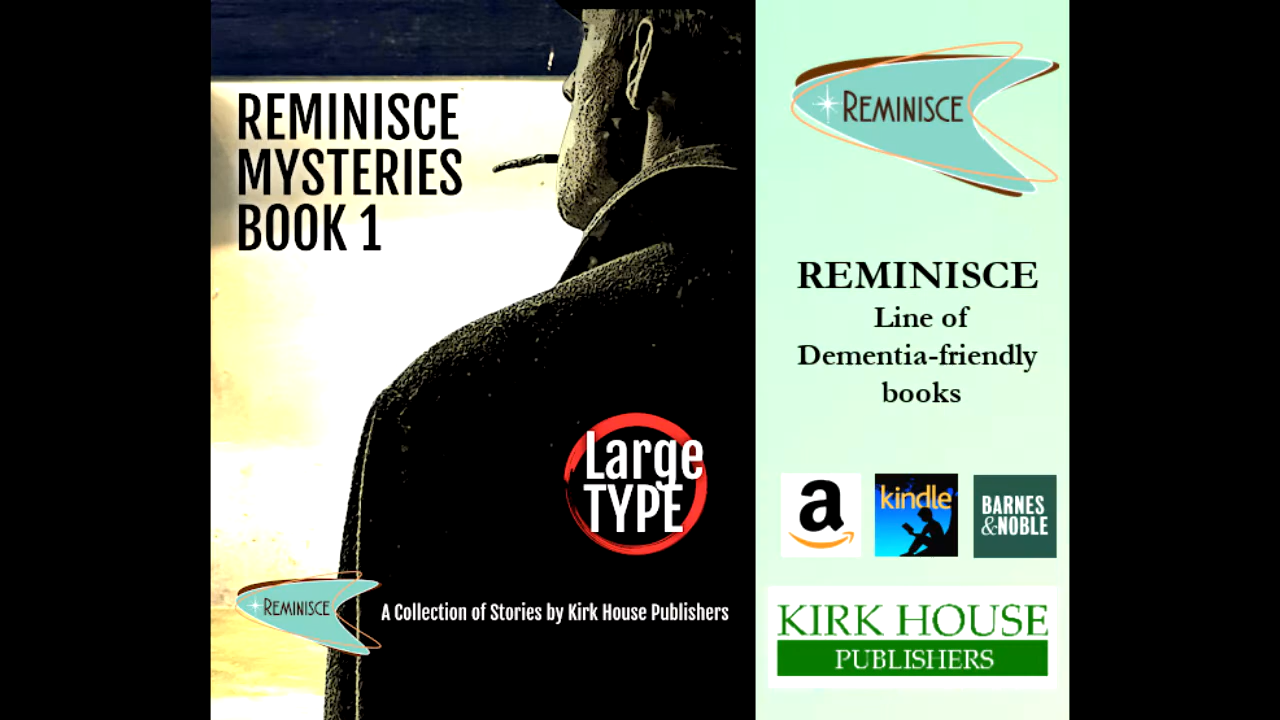 REMINISCE
MYSTERIES
BOOK 1
Large
TYPE
REMINISCE
A Collection of Stories by Kirk House Publishers
REMINISCE
REMINISCE
Line of
Dementia-friendly
books
a
kindle
BARNES
&NOBLE
KIRK HOUSE
PUBLISHERS